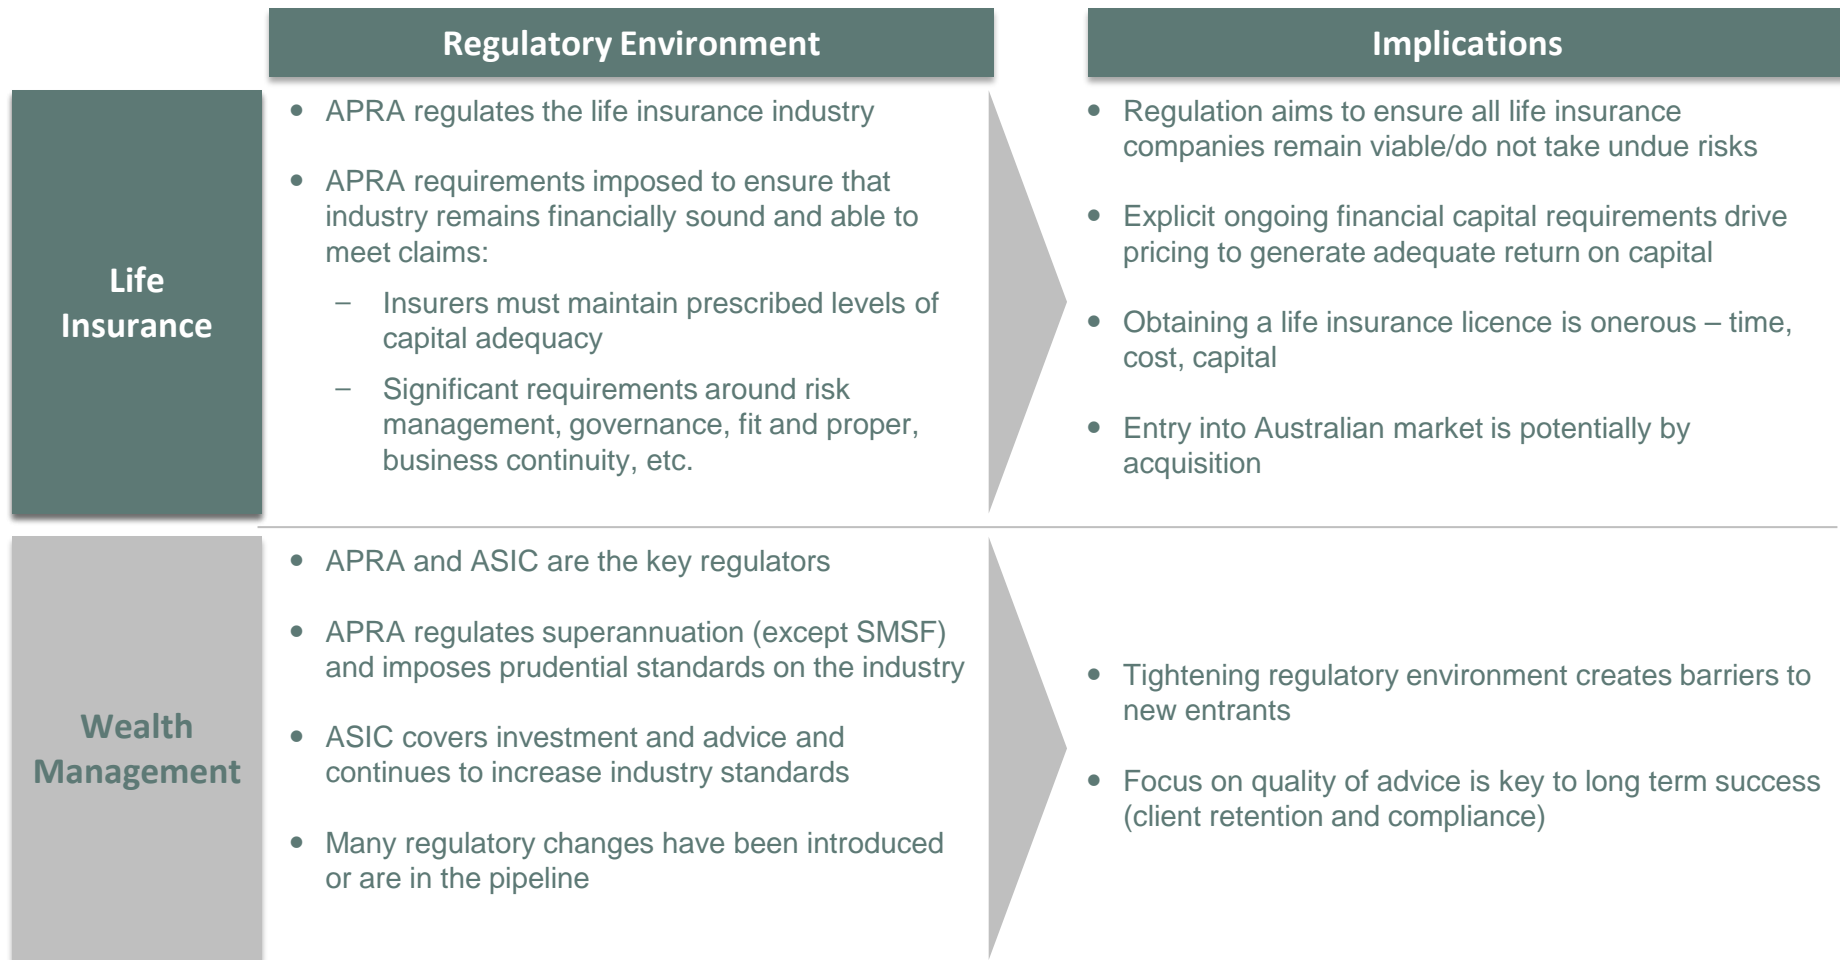 Regulatory Environment
Implications
Life
Insurance
• APRA regulates the life insurance industry
• APRA requirements imposed to ensure that
industry remains financially sound and able to
meet claims:
– Insurers must maintain prescribed levels of
capital adequacy
– Significant requirements around risk
management, governance, fit and proper,
business continuity, etc.
• Regulation aims to ensure all life insurance
companies remain viable/do not take undue risks
• Explicit ongoing financial capital requirements drive
pricing to generate adequate return on capital
• Obtaining a life insurance licence is onerous – time,
cost, capital
• Entry into Australian market is potentially by
acquisition
Wealth
Management
• APRA and ASIC are the key regulators
• APRA regulates superannuation (except SMSF)
and imposes prudential standards on the industry
• ASIC covers investment and advice and
continues to increase industry standards
• Many regulatory changes have been introduced
or are in the pipeline
• Tightening regulatory environment creates barriers to
new entrants
• Focus on quality of advice is key to long term success
(client retention and compliance)